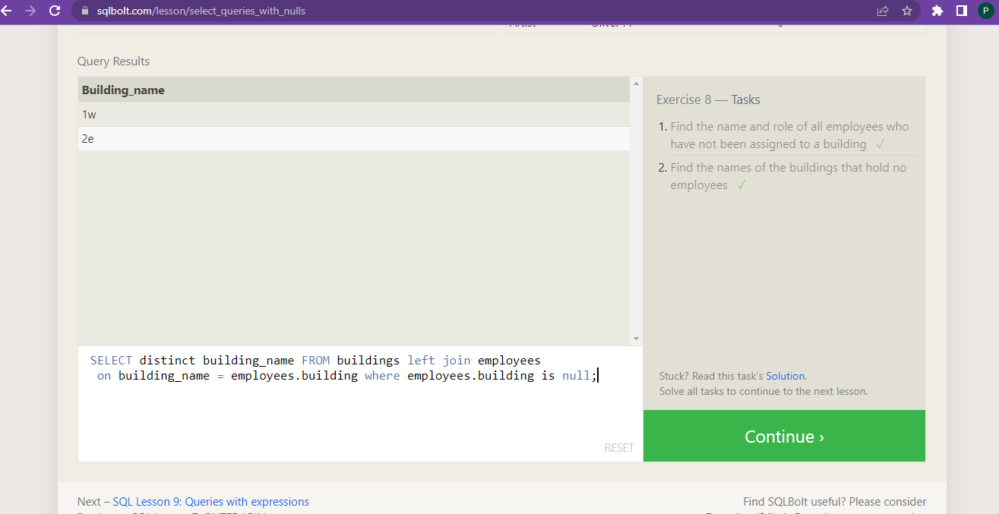 sqlbolt.com/lesson/select_queries_with_nulls
P
Query Results
Building_name
1w
2e
Exercise 8 — Tasks
1. Find the name and role of all employees who
have not been assigned to a building ✓
2. Find the names of the buildings that hold no
employees ✓
SELECT distinct building_name FROM buildings left join employees
on building_name = employees.building where employees.building is null;
RESET
Stuck? Read this task's Solution.
Solve all tasks to continue to the next lesson.
Continue ›
Next – SQL Lesson 9: Queries with expressions
Find SQLBolt useful? Please consider